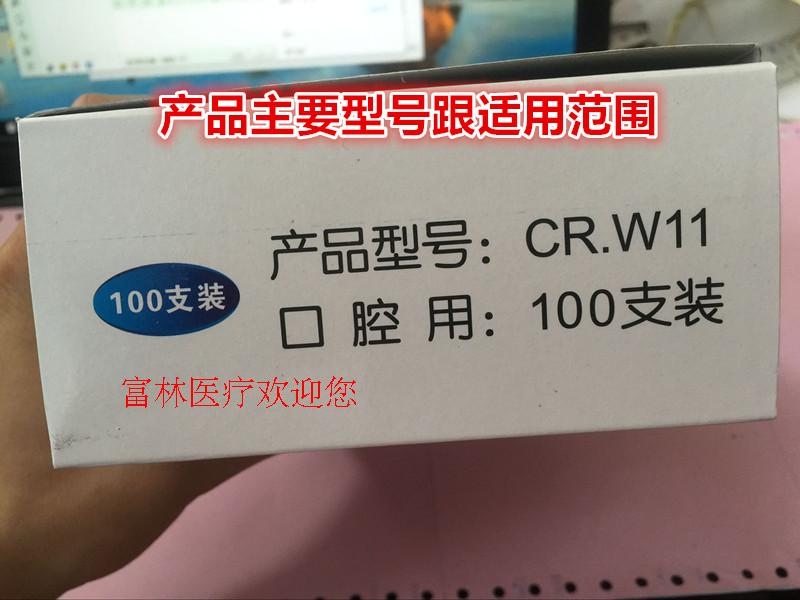 产品主要型号跟适用范围
产品型号：CR.W11
100支装
口腔用：100支装
富林医疗欢迎您